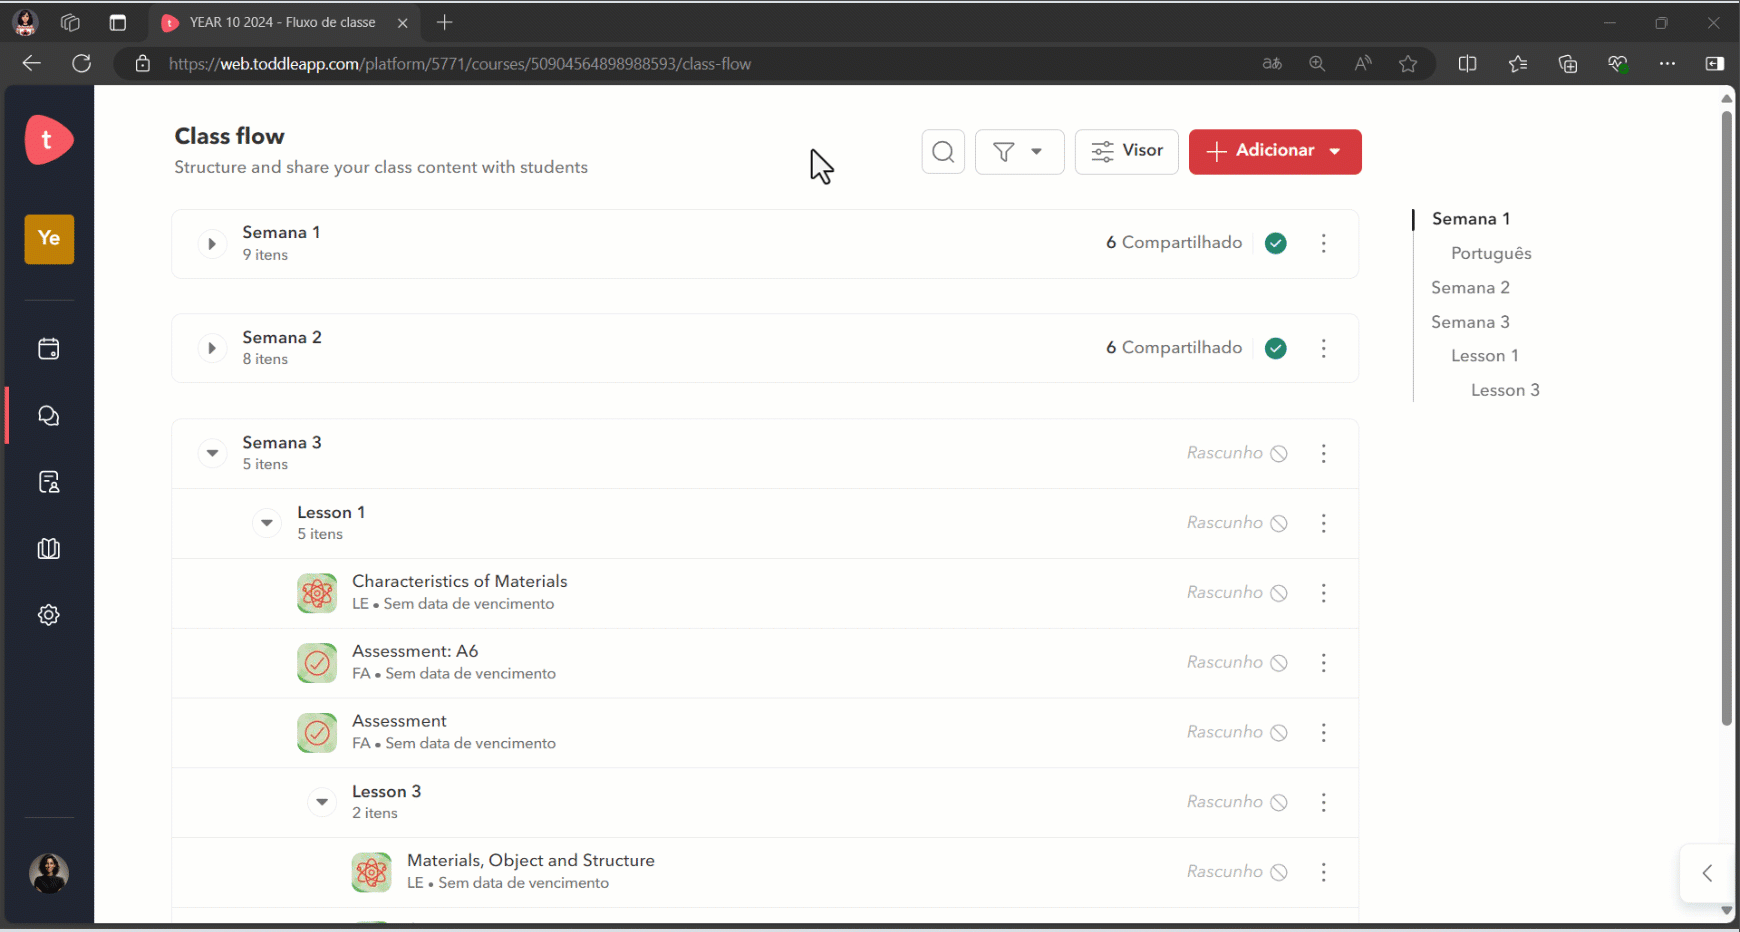 YEAR 10 2024 - Fluxo de classe
https://web.toddleapp.com/platform/5771/courses/50904564898988593/class-flow
t
Ye
Class flow
Structure and share your class content with students
Visor
Adicionar
Semana 1
9 itens
6 Compartilhado
Semana 2
8 itens
6 Compartilhado
Semana 3
5 itens
Rascunho
Lesson 1
5 itens
Rascunho
Characteristics of Materials
LE • Sem data de vencimento
Rascunho
Assessment: A6
FA • Sem data de vencimento
Rascunho
Assessment
FA • Sem data de vencimento
Rascunho
Lesson 3
2 itens
Rascunho
Materials, Object and Structure
LE • Sem data de vencimento
Rascunho
Semana 1
Português
Semana 2
Semana 3
Lesson 1
Lesson 3